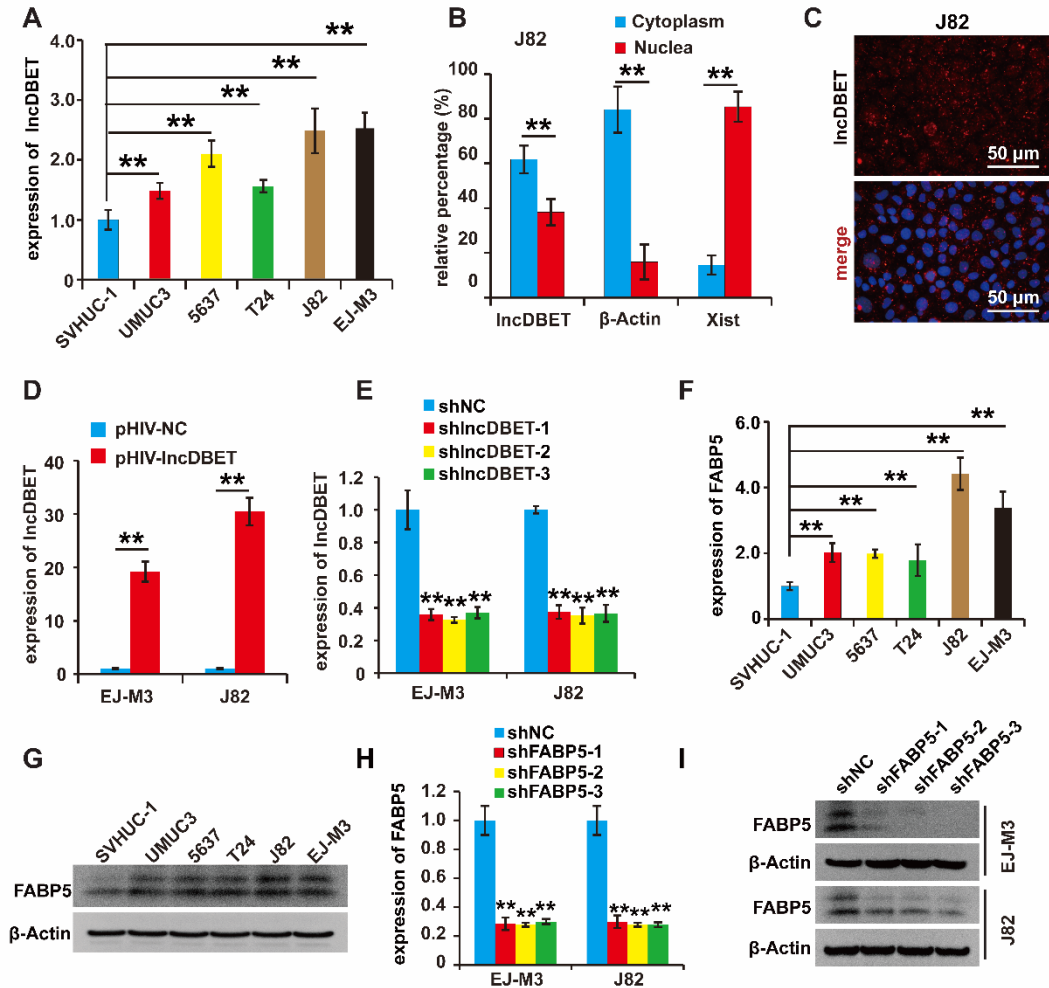 A
expression of lncDBET
4.0
3.0
2.0
1.0
0
** ** ** ** **
SVHUC-1 UMUC3 5637 T24 J82 EJ-M3
B
J82
Cytoplasm
Nuclea
relative percentage (%)
100
80
60
40
20
0
** ** **
lncDBET β-Actin Xist
C
J82
lncDBET
50 μm
merge
50 μm
D
pHIV-NC
pHIV-lncDBET
expression of lncDBET
40
30
20
10
0
** **
EJ-M3 J82
E
shNC
shlncDBET-1
shlncDBET-2
shlncDBET-3
expression of lncDBET
1.2
1.0
0.8
0.6
0.4
0.2
0
** ** ** ** ** **
EJ-M3 J82
F
expression of FABP5
6.0
4.0
2.0
0
** ** ** ** **
SVHUC-1 UMUC3 5637 T24 J82 EJ-M3
G
SVHUC-1 UMUC3 5637 T24 J82 EJ-M3
FABP5
β-Actin
H
shNC
shFABP5-1
shFABP5-2
shFABP5-3
expression of FABP5
1.2
1.0
0.8
0.6
0.4
0.2
0
** ** ** ** ** **
EJ-M3 J82
I
shNC shFABP5-1 shFABP5-2 shFABP5-3
FABP5
β-Actin
EJ-M3
FABP5
β-Actin
J82